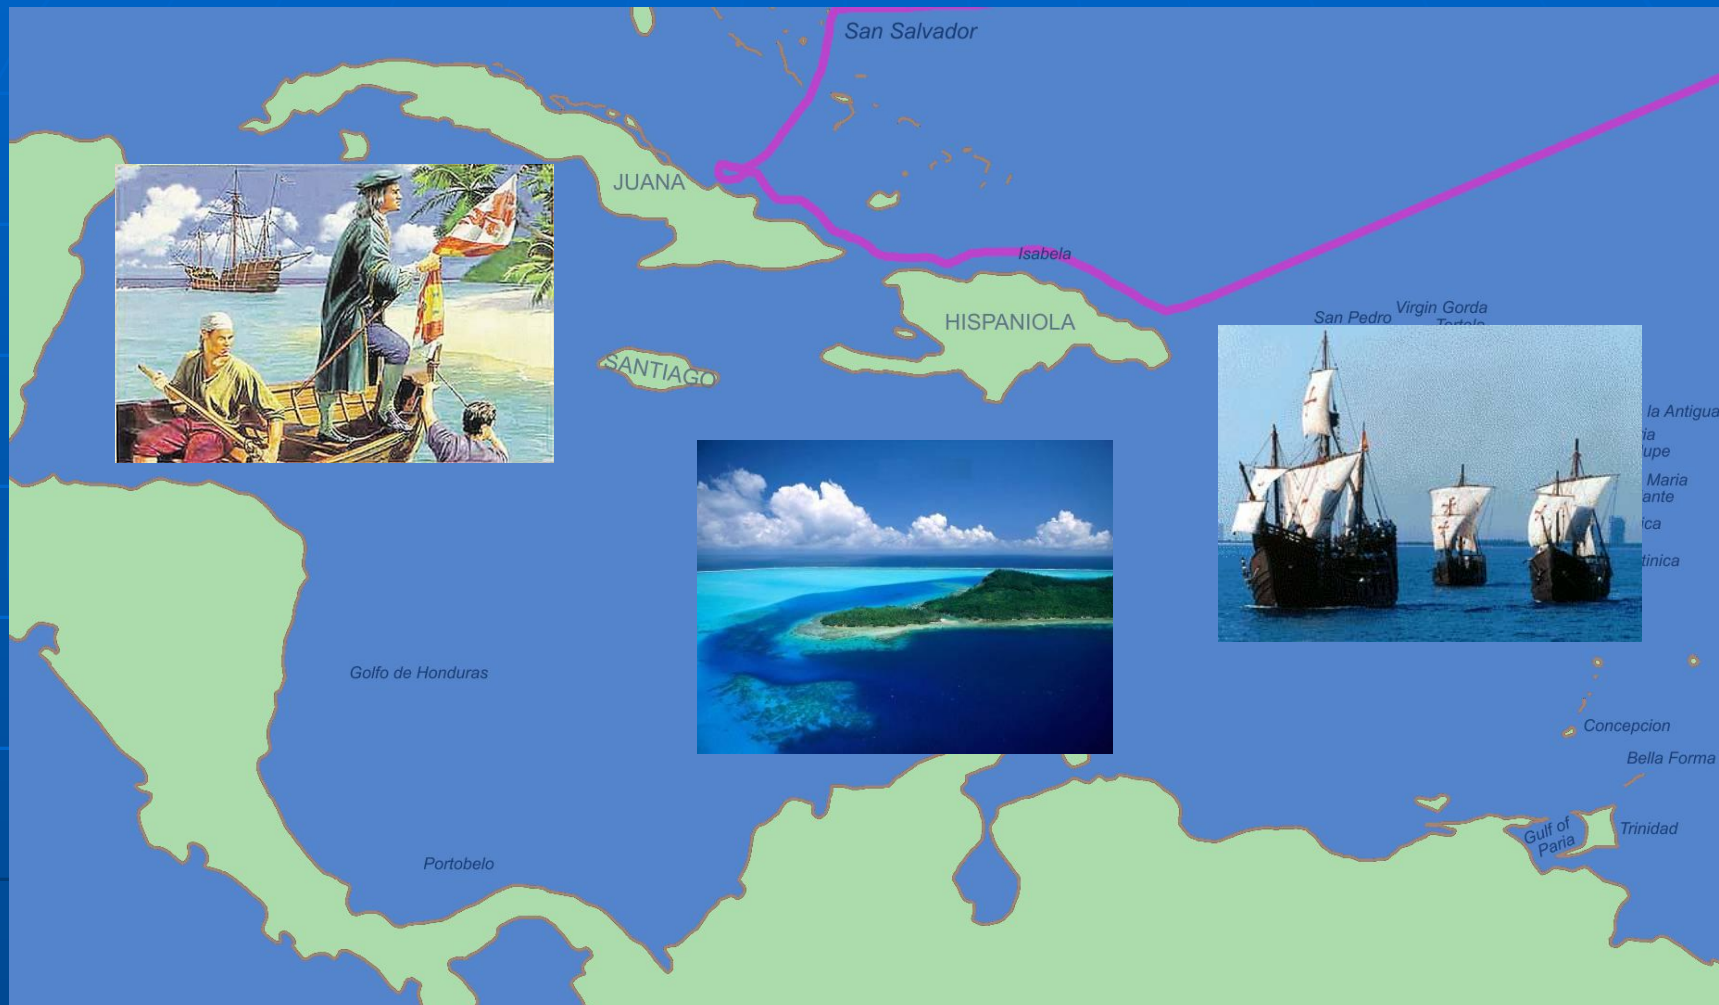 San Salvador
JUANA
Isabela
HISPANIOLA
Virgin Gorda
San Pedro
SANTIAGO
la Antigua
Maria
Golfo de Honduras
Concepcion
Bella Forma
Gulf of
Paria
Trinidad
Portobelo